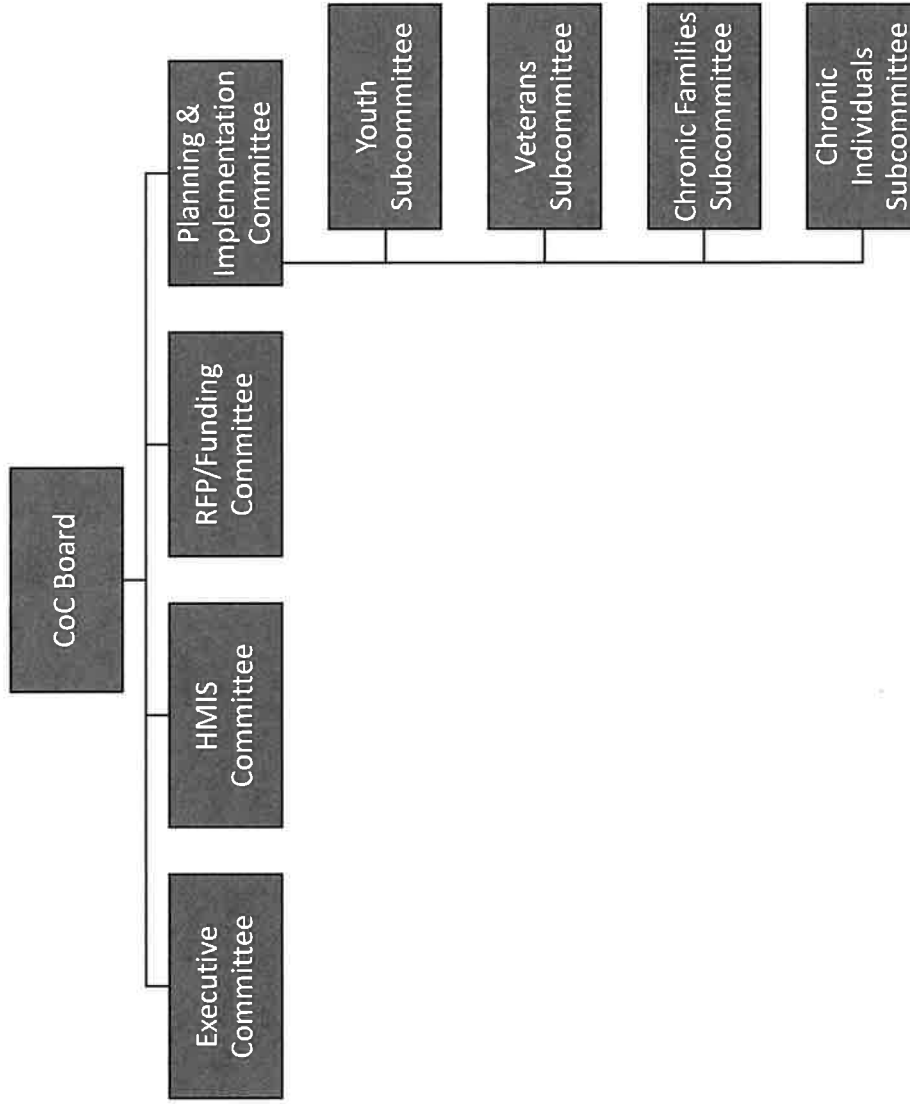 CoC Board
Executive
Committee
HMIS
Committee
RFP/Funding
Committee
Planning &
Implementation
Committee
Youth
Subcommittee
Veterans
Subcommittee
Chronic Families
Subcommittee
Chronic
Individuals
Subcommittee